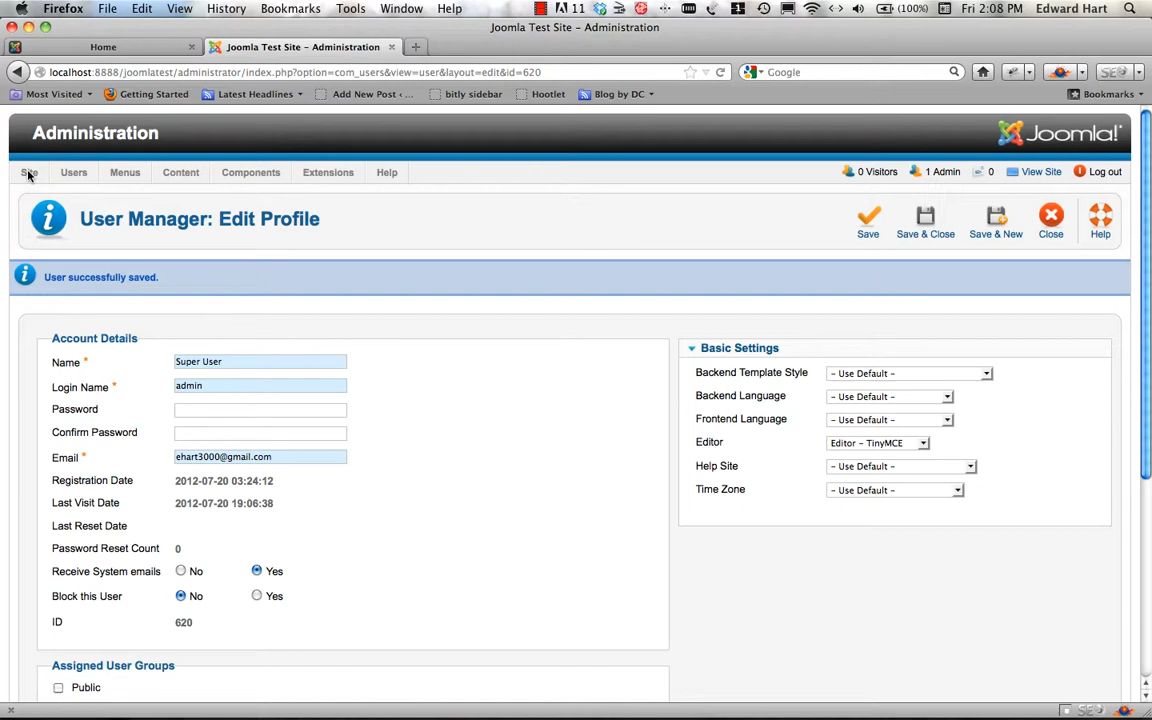 Firefox File Edit View History Bookmarks Tools Window Help 11 1 (100%) Fri 2:08 PM Edward Hart
Joomla Test Site – Administration
Home Joomla Test Site – Administration
localhost:8888/joomlatest/administrator/index.php?option=com_users&view=user&layout=edit&id=620 Google SE
Most Visited Getting Started Latest Headlines Add New Post ‹ ... bitly sidebar Hootlet Blog by DC Bookmarks
Administration Joomla!
Site Users Menus Content Components Extensions Help 0 Visitors 1 Admin 0 View Site Log out
User Manager: Edit Profile Save Save & Close Save & New Close Help
User successfully saved.
Account Details
Name * Super User
Login Name * admin
Password
Confirm Password
Email * ehart3000@gmail.com
Registration Date 2012-07-20 03:24:12
Last Visit Date 2012-07-20 19:06:38
Last Reset Date
Password Reset Count 0
Receive System emails No Yes
Block this User No Yes
ID 620
Basic Settings
Backend Template Style – Use Default –
Backend Language – Use Default –
Frontend Language – Use Default –
Editor Editor – TinyMCE
Help Site – Use Default –
Time Zone – Use Default –
Assigned User Groups
Public
SE